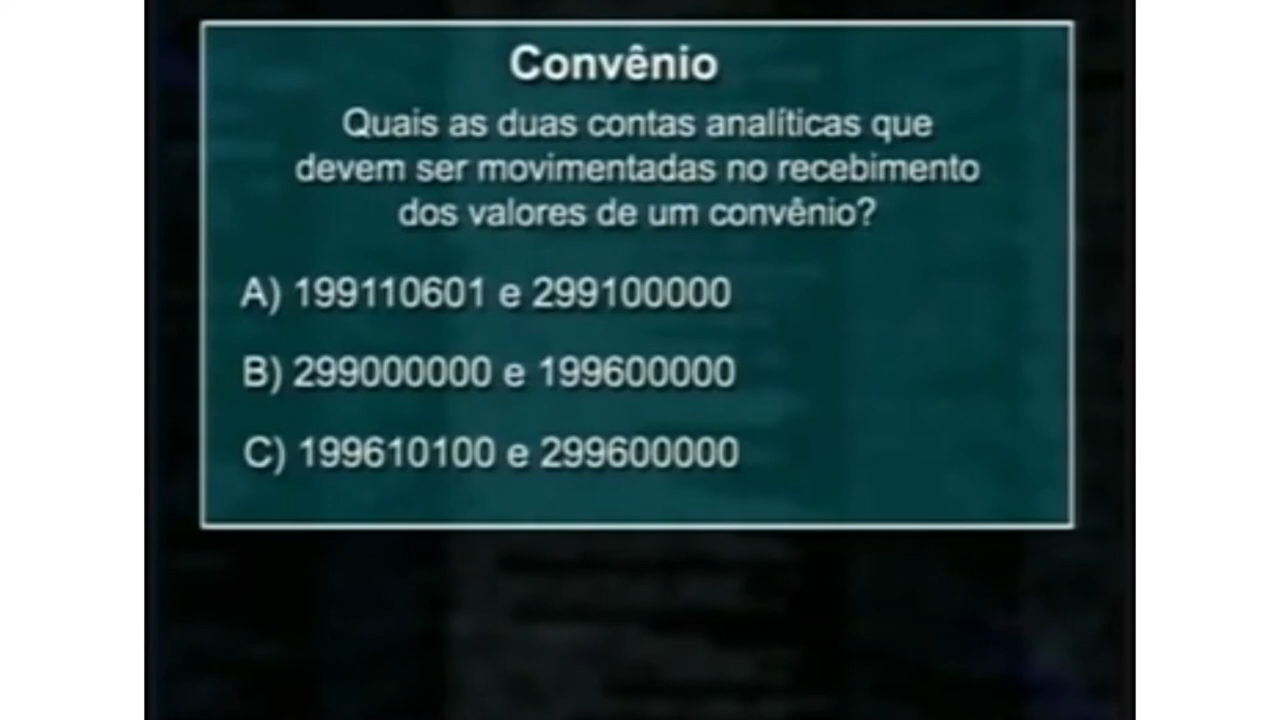 Convênio
Quais as duas contas analíticas que
devem ser movimentadas no recebimento
dos valores de um convênio?
A) 199110601 e 299100000
B) 299000000 e 199600000
C) 199610100 e 299600000